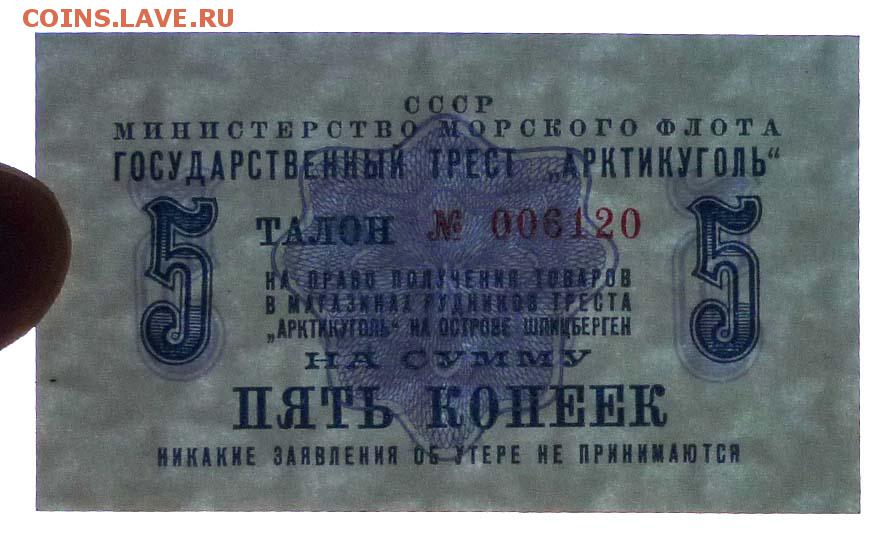 COINS.LAVE.RU
СССР
МИНИСТЕРСТВО МОРСКОГО ФЛОТА
ГОСУДАРСТВЕННЫЙ ТРЕСТ „АРКТИКУГОЛЬ“
5 ТАЛОН № 006120 5
НА ПРАВО ПОЛУЧЕНИЯ ТОВАРОВ
В МАГАЗИНАХ РУДНИКОВ ТРЕСТА
„АРКТИКУГОЛЬ“ НА ОСТРОВЕ ШПИЦБЕРГЕН
НА СУММУ
ПЯТЬ КОПЕЕК
НИКАКИЕ ЗАЯВЛЕНИЯ ОБ УТЕРЕ НЕ ПРИНИМАЮТСЯ